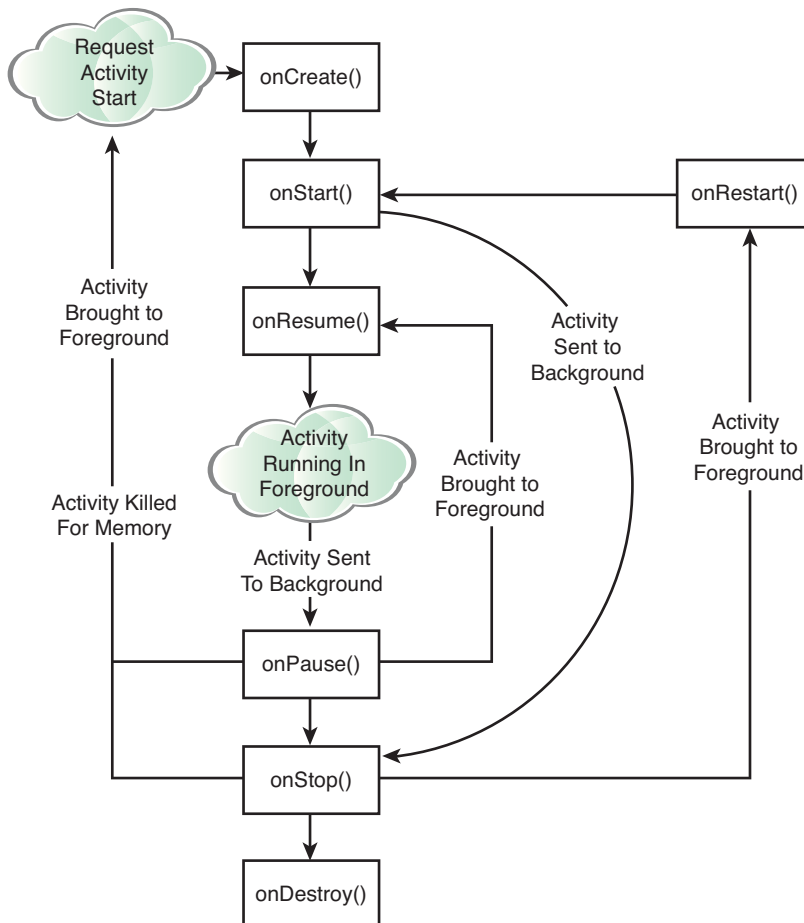 Request
Activity
Start
onCreate()
onStart()
onRestart()
Activity
Brought to
Foreground
onResume()
Activity
Sent to
Background
Activity
Running In
Foreground
Activity
Brought to
Foreground
Activity
Brought to
Foreground
Activity Killed
For Memory
Activity Sent
To Background
onPause()
onStop()
onDestroy()